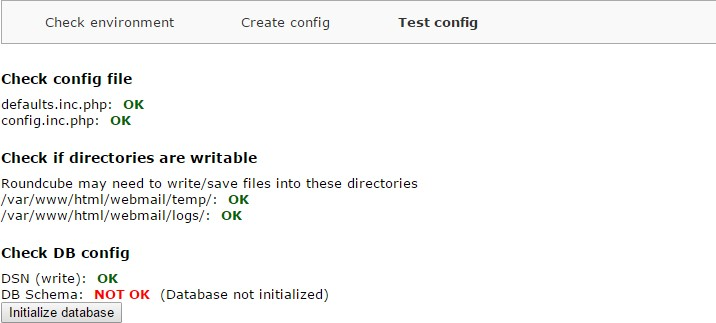 Check environment Create config Test config
Check config file
defaults.inc.php: OK
config.inc.php: OK
Check if directories are writable
Roundcube may need to write/save files into these directories
/var/www/html/webmail/temp/: OK
/var/www/html/webmail/logs/: OK
Check DB config
DSN (write): OK
DB Schema: NOT OK (Database not initialized)
Initialize database